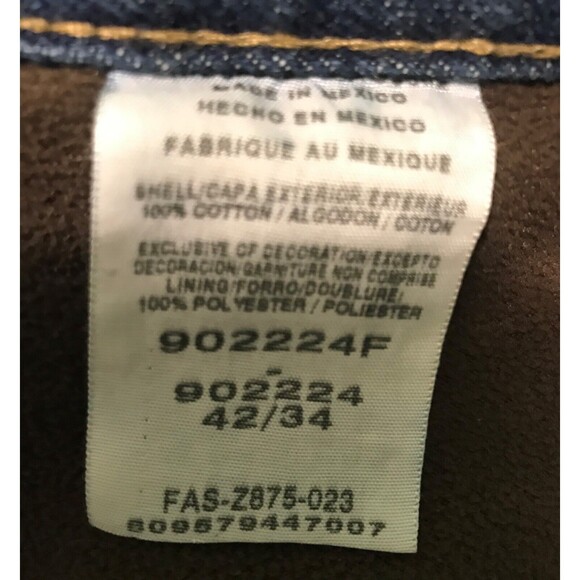 MADE IN MEXICO
HECHO EN MEXICO
FABRIQUE AU MEXIQUE
SHELL/CAPA EXTERIOR/EXTERIEUR
100% COTTON/ALGODON/COTON
EXCLUSIVE OF DECORATION/EXCEPTO
DECORACION/GARNITURE NON COMPRISE
LINING/FORRO/DOUBLURE/
100% POLYESTER/POLIESTER
902224F
-
902224
42/34
FAS-Z875-023
809579447007